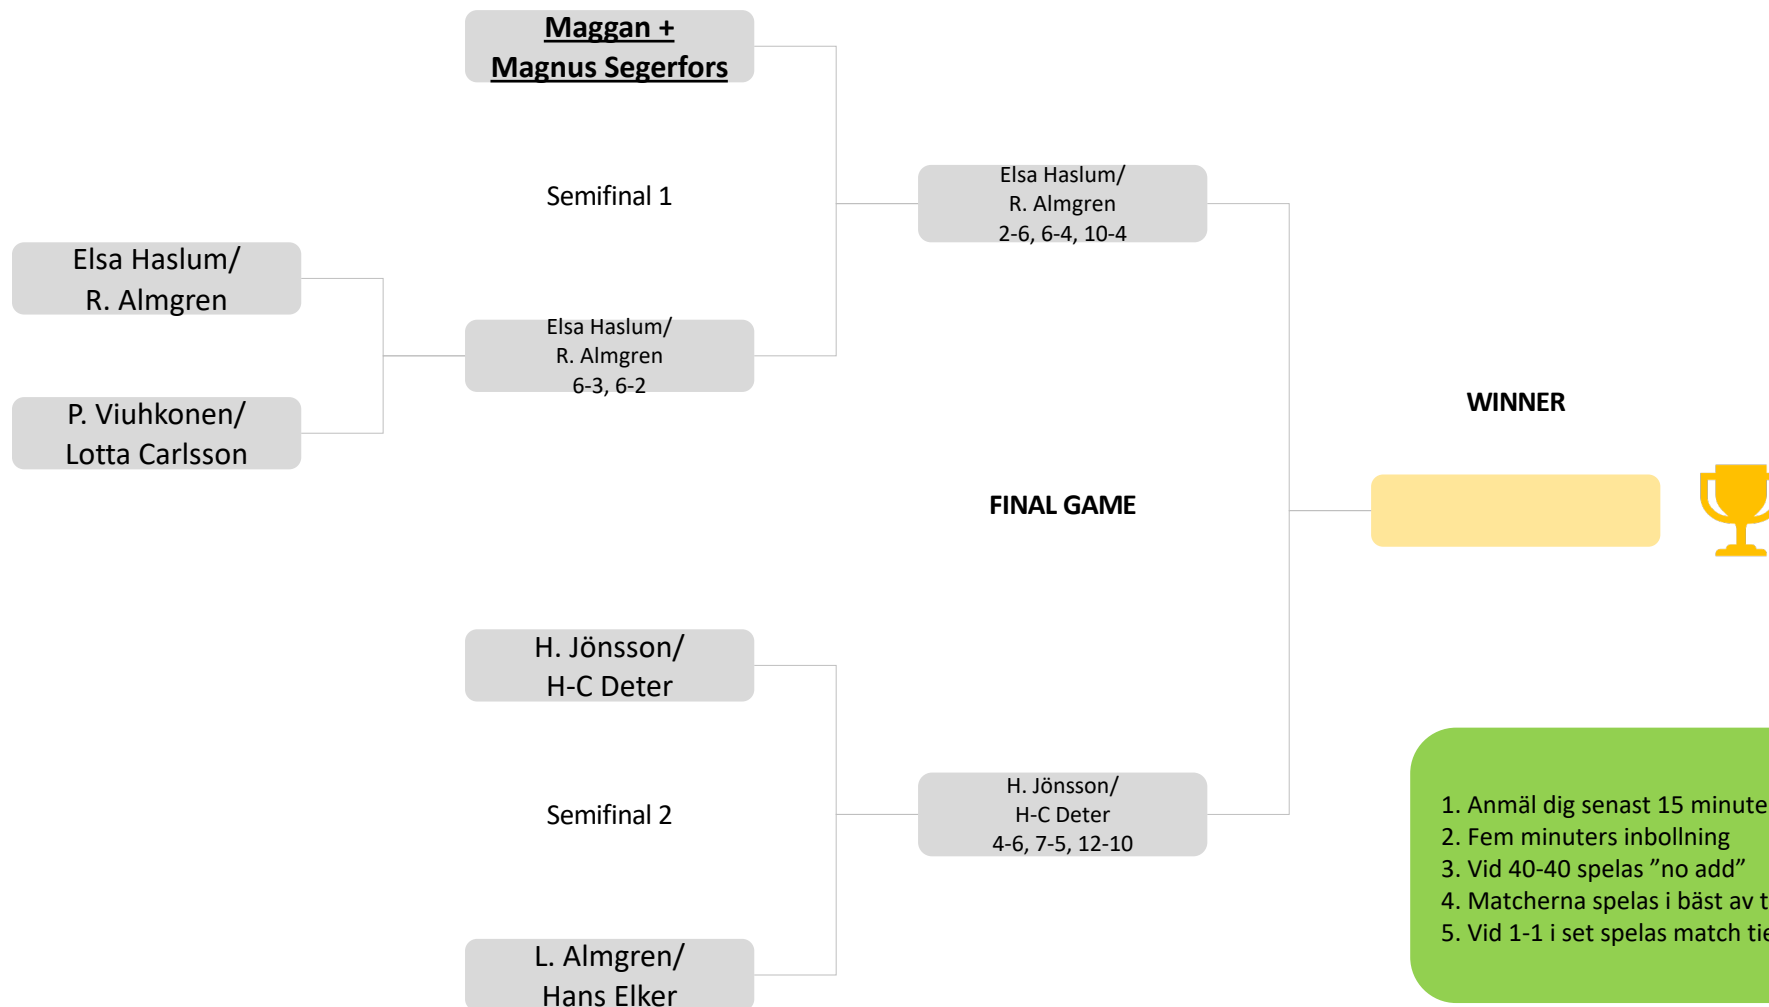 Maggan +
Magnus Segerfors
Semifinal 1
Elsa Haslum/
R. Almgren
2-6, 6-4, 10-4
Elsa Haslum/
R. Almgren
Elsa Haslum/
R. Almgren
6-3, 6-2
P. Viuhkonen/
Lotta Carlsson
WINNER
FINAL GAME
H. Jönsson/
H-C Deter
Semifinal 2
H. Jönsson/
H-C Deter
4-6, 7-5, 12-10
L. Almgren/
Hans Elker
1. Anmäl dig senast 15 minute
2. Fem minuters inbollning
3. Vid 40-40 spelas ”no add”
4. Matcherna spelas i bäst av t
5. Vid 1-1 i set spelas match tie